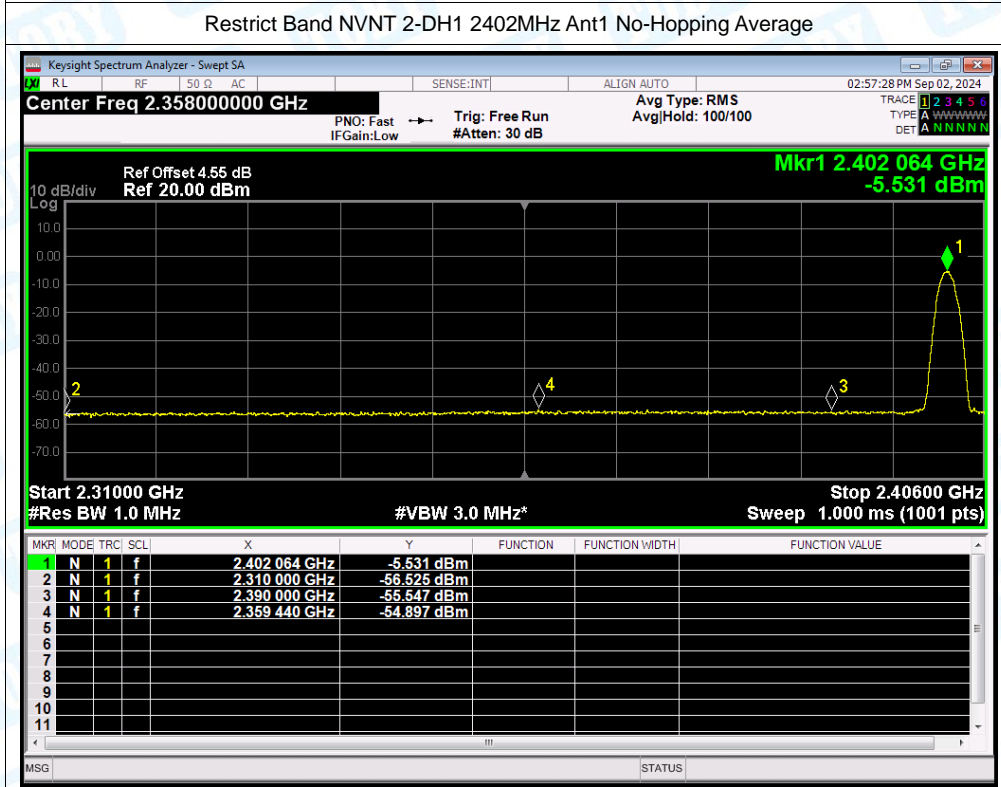 Restrict Band NVNT 2-DH1 2402MHz Ant1 No-Hopping Average
Keysight Spectrum Analyzer - Swept SA
LXI RL RF 50 Ω AC SENSE:INT ALIGN AUTO 02:57:28 PM Sep 02, 2024
Center Freq 2.358000000 GHz Avg Type: RMS TRACE 1 2 3 4 5 6
PNO: Fast Trig: Free Run Avg|Hold: 100/100 TYPE A WWWWW
IFGain:Low #Atten: 30 dB DET A N N N N N
Mkr1 2.402 064 GHz
Ref Offset 4.55 dB
10 dB/div Ref 20.00 dBm -5.531 dBm
Log
10.0
0.00
1
-10.0
-20.0
-30.0
-40.0
2 4 3
-50.0
-60.0
-70.0
Start 2.31000 GHz Stop 2.40600 GHz
#Res BW 1.0 MHz #VBW 3.0 MHz* Sweep 1.000 ms (1001 pts)
MKR MODE TRC SCL X Y FUNCTION FUNCTION WIDTH FUNCTION VALUE
1 N 1 f 2.402 064 GHz -5.531 dBm
2 N 1 f 2.310 000 GHz -56.525 dBm
3 N 1 f 2.390 000 GHz -55.547 dBm
4 N 1 f 2.359 440 GHz -54.897 dBm
5
6
7
8
9
10
11
MSG STATUS